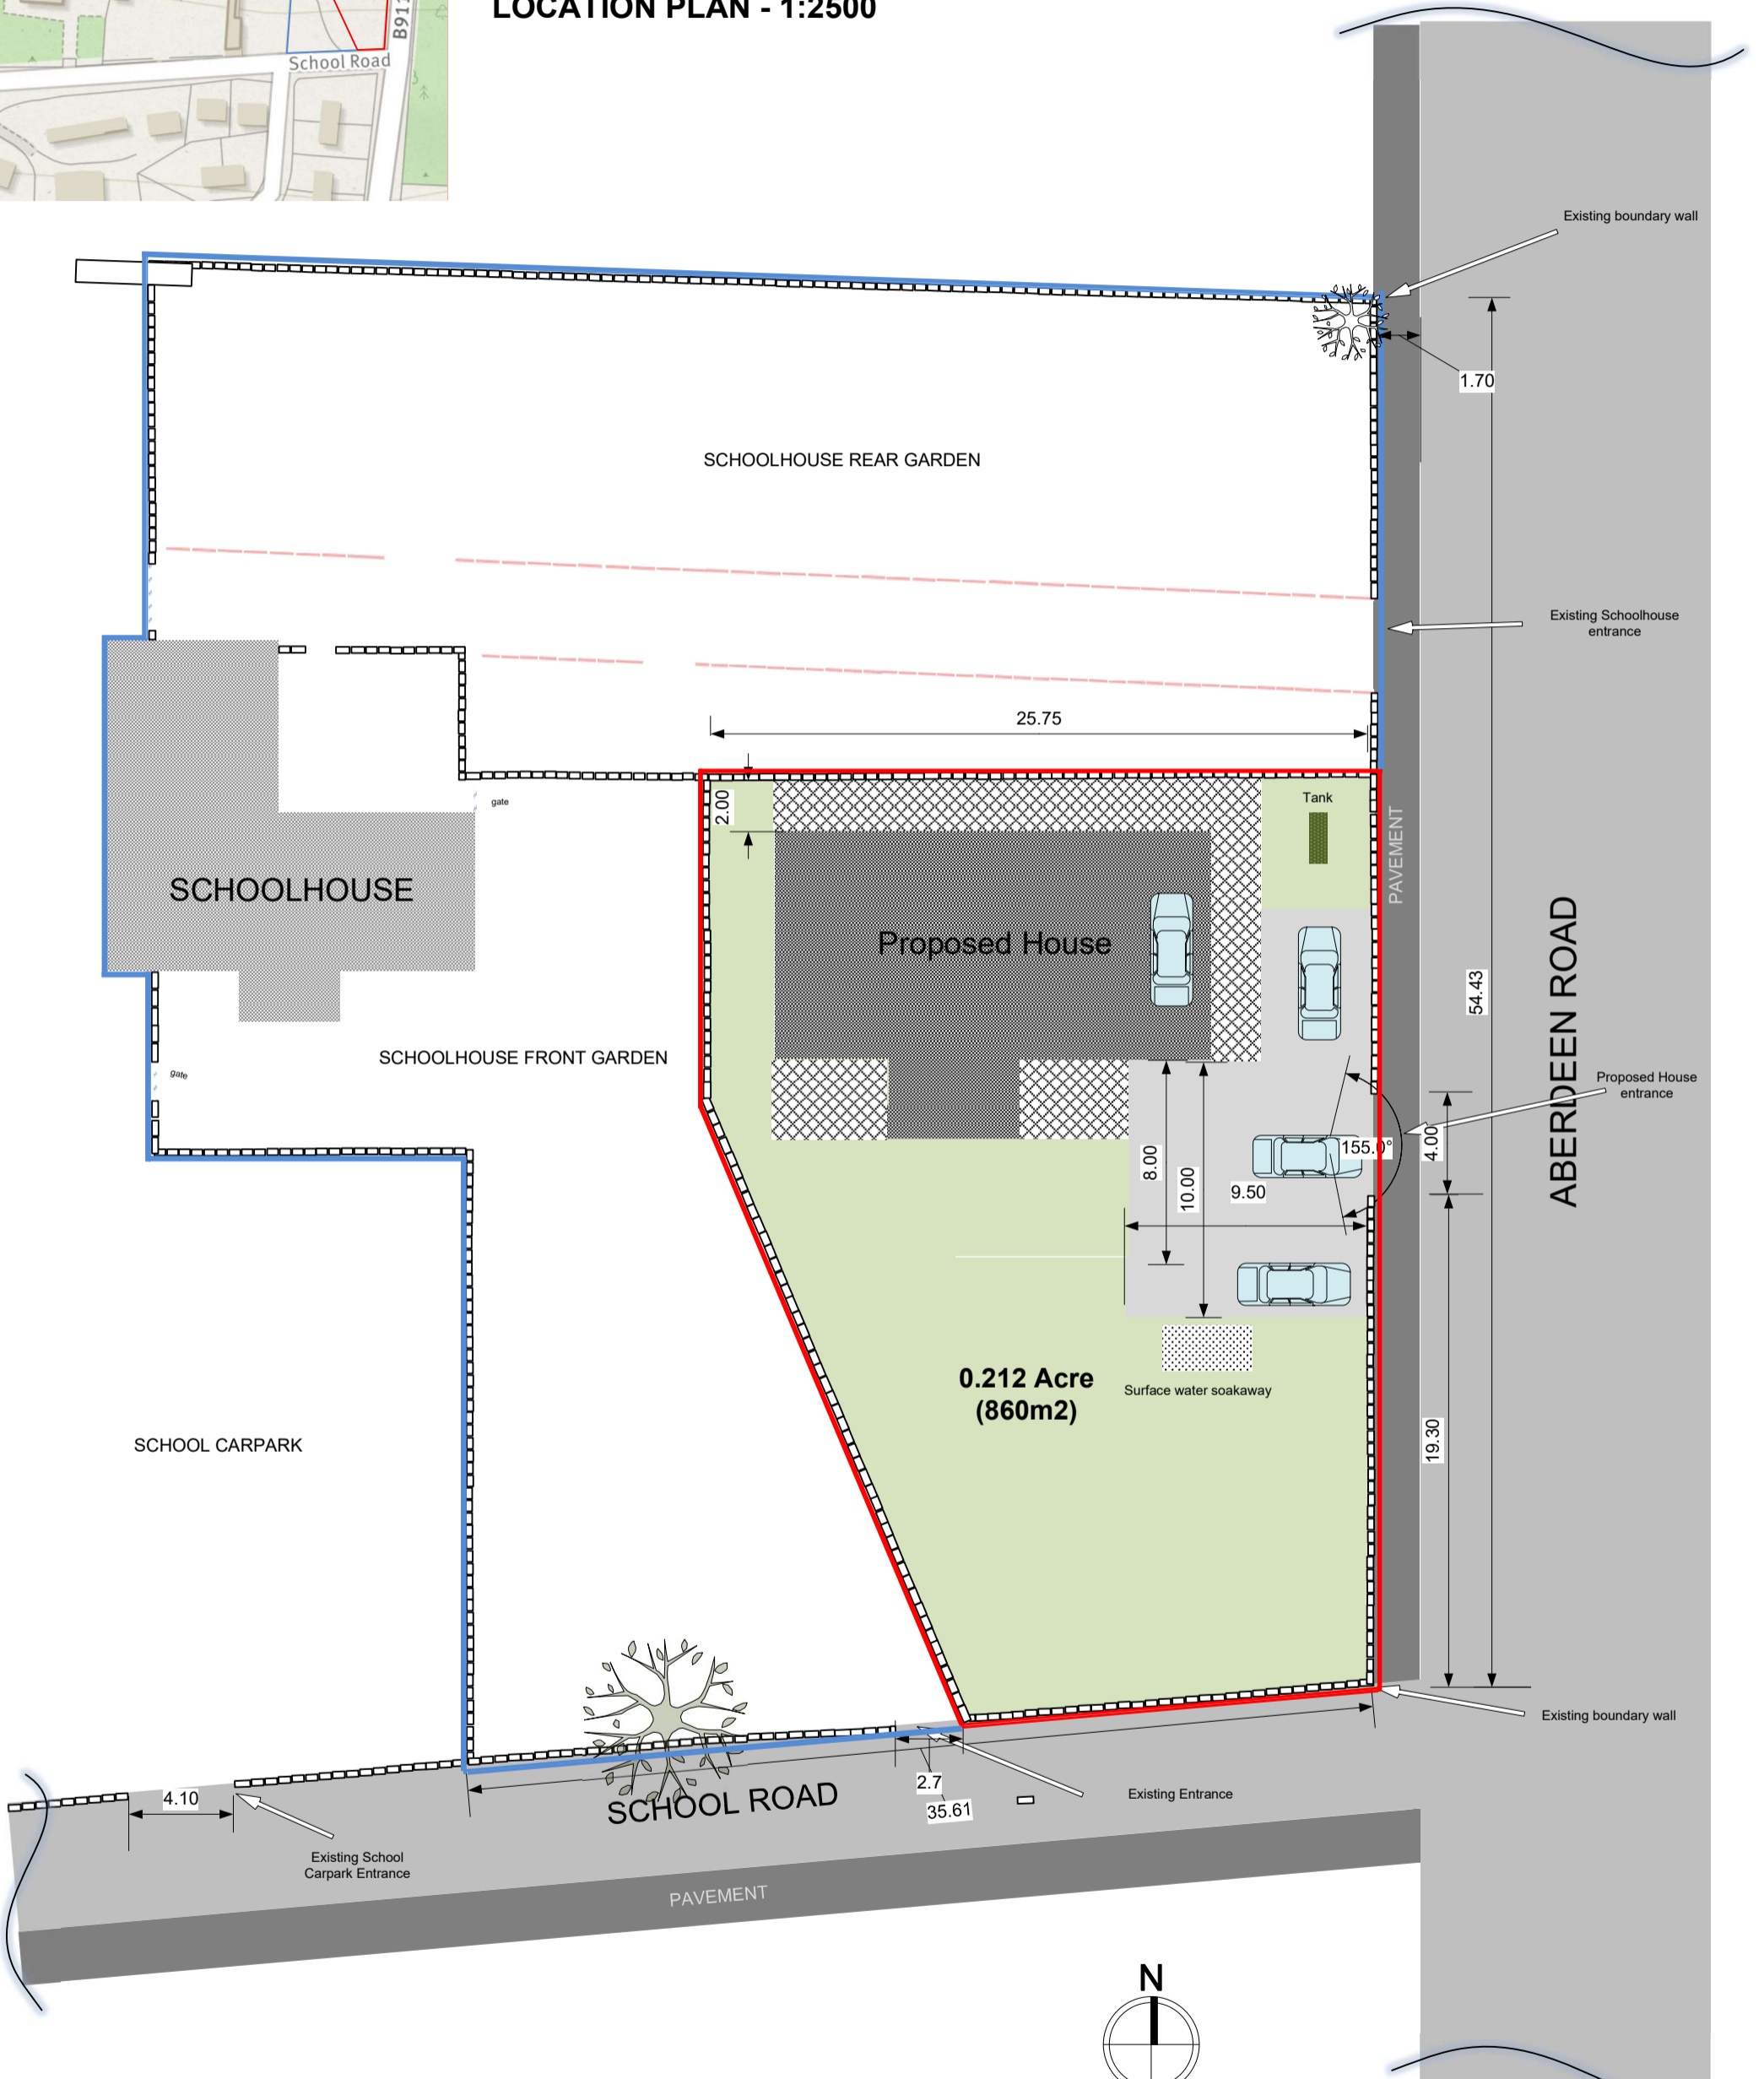 LOCATION PLAN - 1:2500
B911
School Road
Existing boundary wall
1.70
SCHOOLHOUSE REAR GARDEN
Existing Schoolhouse
entrance
25.75
gate
2.00
Tank
PAVEMENT
SCHOOLHOUSE
Proposed House
ABERDEEN ROAD
54.43
SCHOOLHOUSE FRONT GARDEN
gate
Proposed House
entrance
155.0°
4.00
8.00
10.00
9.50
0.212 Acre
(860m2)
Surface water soakaway
SCHOOL CARPARK
19.30
Existing boundary wall
2.7
35.61
Existing Entrance
4.10
SCHOOL ROAD
Existing School
Carpark Entrance
PAVEMENT
N